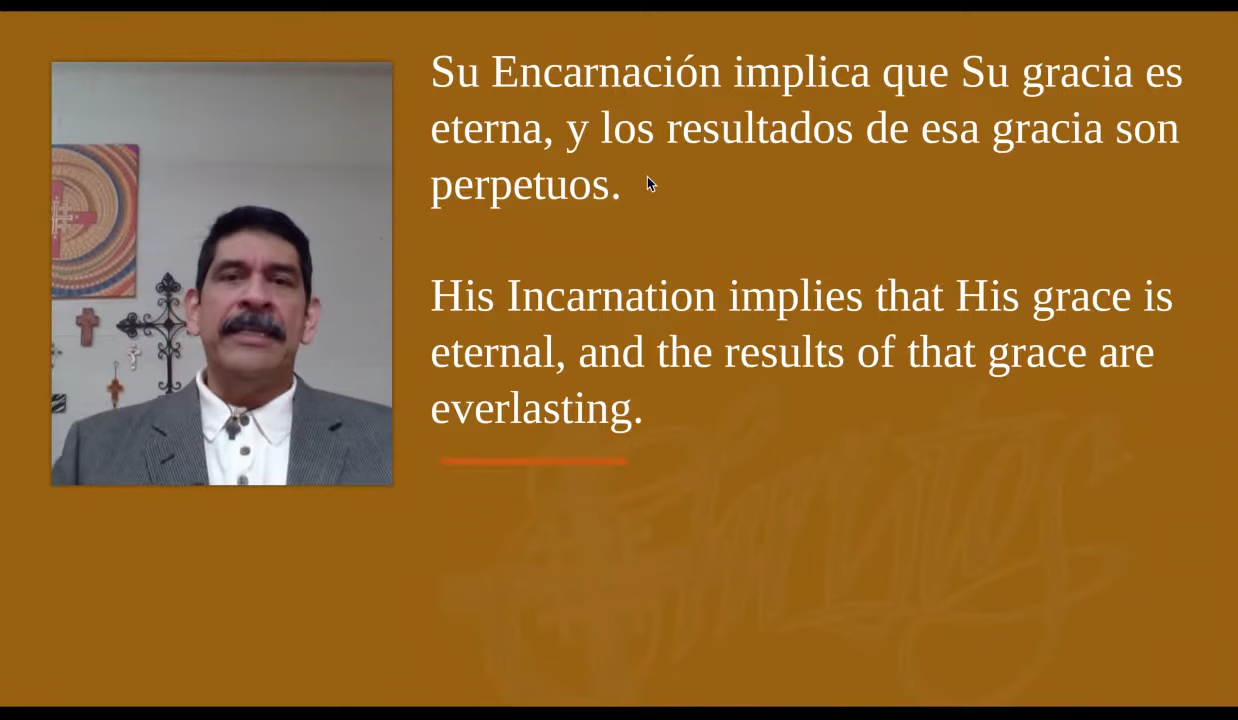 Su Encarnación implica que Su gracia es
eterna, y los resultados de esa gracia son
perpetuos.
His Incarnation implies that His grace is
eternal, and the results of that grace are
everlasting.